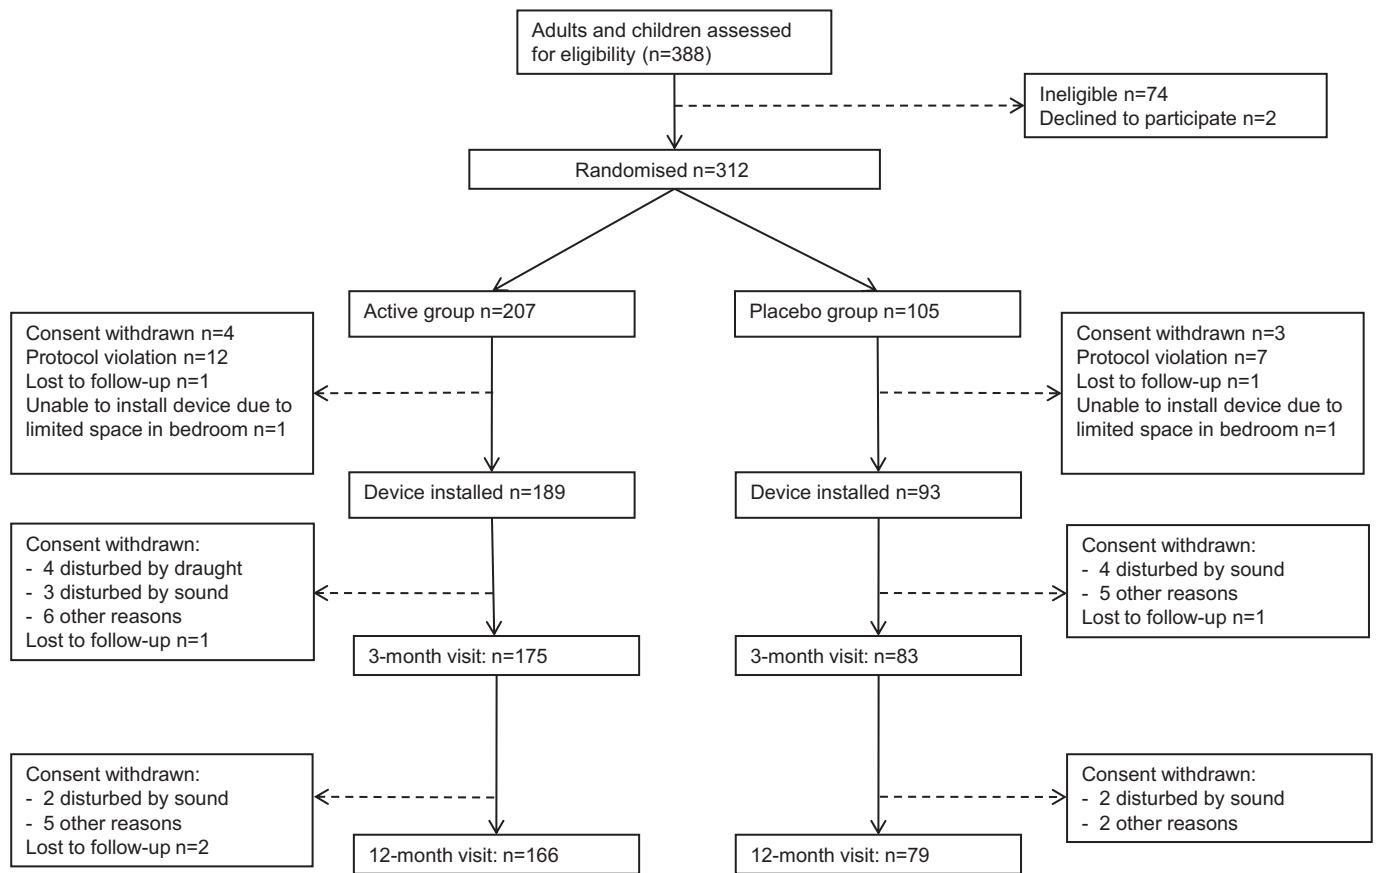 Adults and children assessed
for eligibility (n=388)
Ineligible n=74
Declined to participate n=2
Randomised n=312
Active group n=207
Placebo group n=105
Consent withdrawn n=4
Protocol violation n=12
Lost to follow-up n=1
Unable to install device due to
limited space in bedroom n=1
Consent withdrawn n=3
Protocol violation n=7
Lost to follow-up n=1
Unable to install device due to
limited space in bedroom n=1
Device installed n=189
Device installed n=93
Consent withdrawn:
- 4 disturbed by draught
- 3 disturbed by sound
- 6 other reasons
Lost to follow-up n=1
Consent withdrawn:
- 4 disturbed by sound
- 5 other reasons
Lost to follow-up n=1
3-month visit: n=175
3-month visit: n=83
Consent withdrawn:
- 2 disturbed by sound
- 5 other reasons
Lost to follow-up n=2
Consent withdrawn:
- 2 disturbed by sound
- 2 other reasons
12-month visit: n=166
12-month visit: n=79